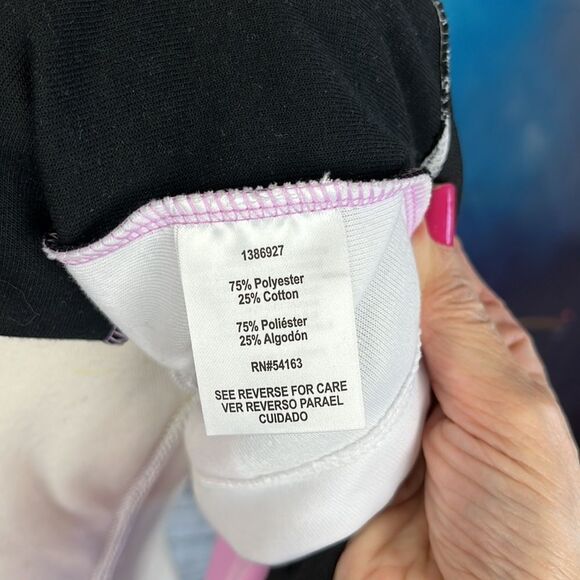 1386927
75% Polyester
25% Cotton
75% Poliéster
25% Algodón
RN#54163
SEE REVERSE FOR CARE
VER REVERSO PARAEL
CUIDADO